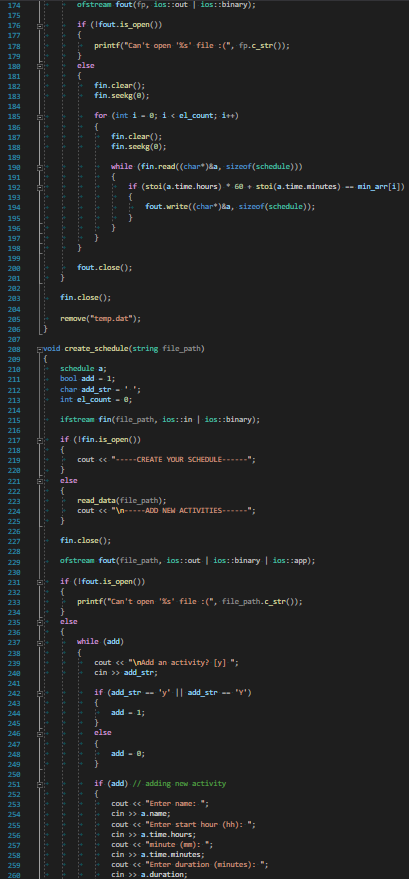 174 ofstream fout(fp, ios::out | ios::binary);
175
176 if (!fout.is_open())
177 {
178 printf("Can't open '%s' file :(", fp.c_str());
179 }
180 else
181 {
182 fin.clear();
183 fin.seekg(0);
184
185 for (int i = 0; i < el_count; i++)
186 {
187 fin.clear();
188 fin.seekg(0);
189
190 while (fin.read((char*)&a, sizeof(schedule)))
191 {
192 if (stoi(a.time.hours) * 60 + stoi(a.time.minutes) == min_arr[i])
193 {
194 fout.write((char*)&a, sizeof(schedule));
195 }
196 }
197 }
198 }
199
200 fout.close();
201 }
202
203 fin.close();
204
205 remove("temp.dat");
206 }
207
208 void create_schedule(string file_path)
209 {
210 schedule a;
211 bool add = 1;
212 char add_str = ' ';
213 int el_count = 0;
214
215 ifstream fin(file_path, ios::in | ios::binary);
216
217 if (!fin.is_open())
218 {
219 cout << "-----CREATE YOUR SCHEDULE------";
220 }
221 else
222 {
223 read_data(file_path);
224 cout << "\n-----ADD NEW ACTIVITIES------";
225 }
226
227 fin.close();
228
229 ofstream fout(file_path, ios::out | ios::binary | ios::app);
230
231 if (!fout.is_open())
232 {
233 printf("Can't open '%s' file :(", file_path.c_str());
234 }
235 else
236 {
237 while (add)
238 {
239 cout << "\nAdd an activity? [y] ";
240 cin >> add_str;
241
242 if (add_str == 'y' || add_str == 'Y')
243 {
244 add = 1;
245 }
246 else
247 {
248 add = 0;
249 }
250
251 if (add) // adding new activity
252 {
253 cout << "Enter name: ";
254 cin >> a.name;
255 cout << "Enter start hour (hh): ";
256 cin >> a.time.hours;
257 cout << "minute (mm): ";
258 cin >> a.time.minutes;
259 cout << "Enter duration (minutes): ";
260 cin >> a.duration;